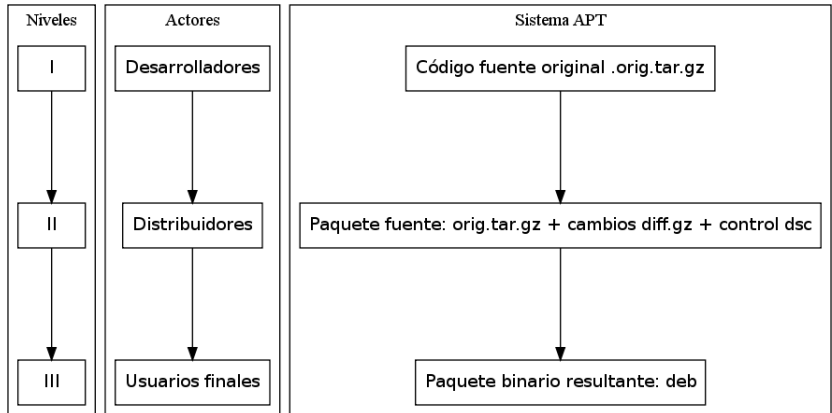 Niveles
Actores
Sistema APT
I
Desarrolladores
Código fuente original .orig.tar.gz
II
Distribuidores
Paquete fuente: orig.tar.gz + cambios diff.gz + control dsc
III
Usuarios finales
Paquete binario resultante: deb